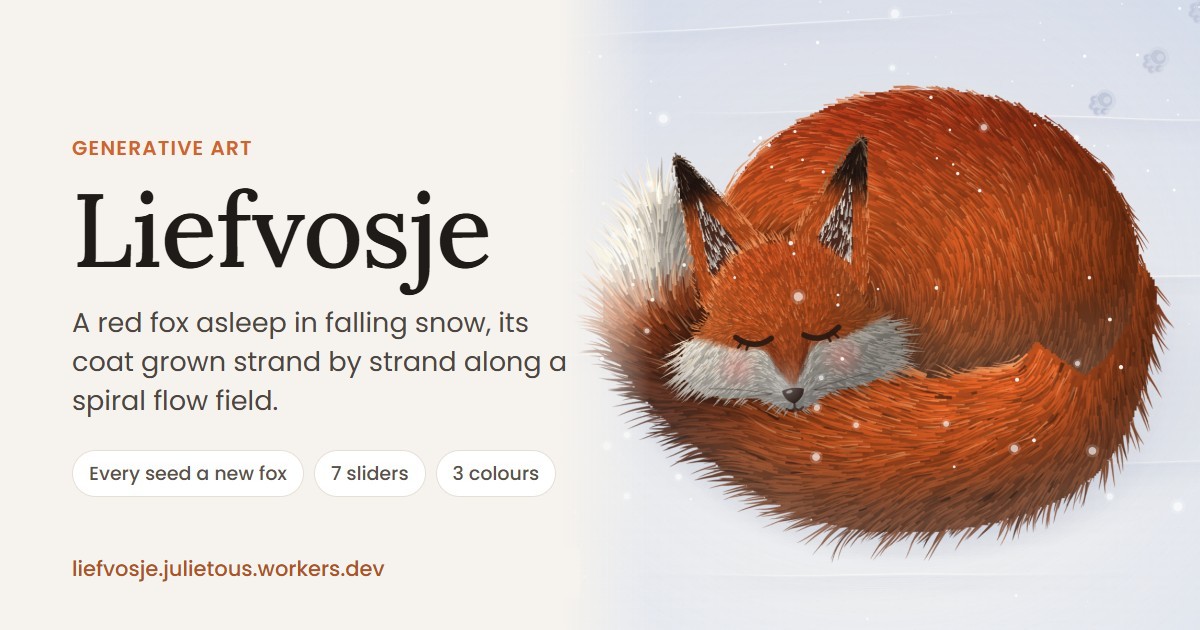 GENERATIVE ART
Liefvosje
A red fox asleep in falling snow, its
coat grown strand by strand along a
spiral flow field.
Every seed a new fox
7 sliders
3 colours
liefvosje.julietous.workers.dev